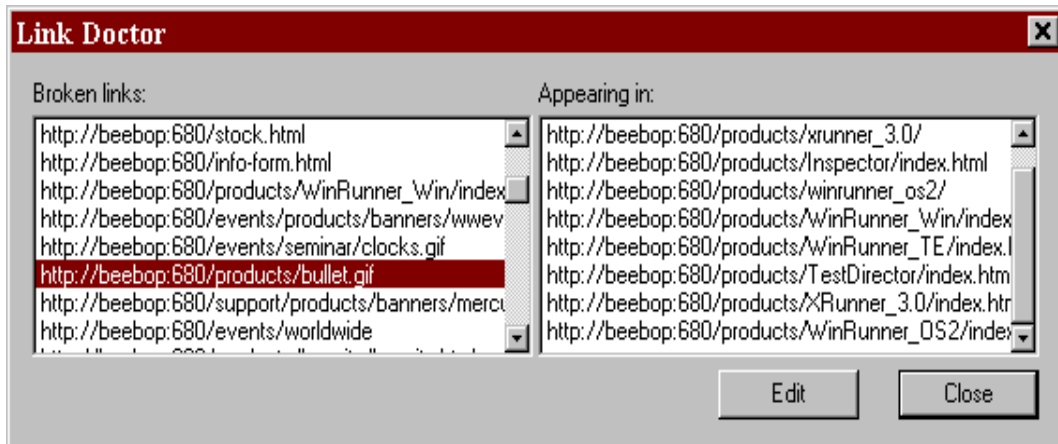 Link Doctor
Broken links:
http://beebop:680/stock.html
http://beebop:680/info-form.html
http://beebop:680/products/WinRunner_Win/index
http://beebop:680/events/products/banners/wwev
http://beebop:680/events/seminar/clocks.gif
http://beebop:680/products/bullet.gif
http://beebop:680/support/products/banners/mercu
http://beebop:680/events/worldwide
Appearing in:
http://beebop:680/products/xrunner_3.0/
http://beebop:680/products/Inspector/index.html
http://beebop:680/products/winrunner_os2/
http://beebop:680/products/WinRunner_Win/index
http://beebop:680/products/WinRunner_TE/index.l
http://beebop:680/products/TestDirector/index.htm
http://beebop:680/products/XRunner_3.0/index.htr
http://beebop:680/products/WinRunner_OS2/index
Edit
Close